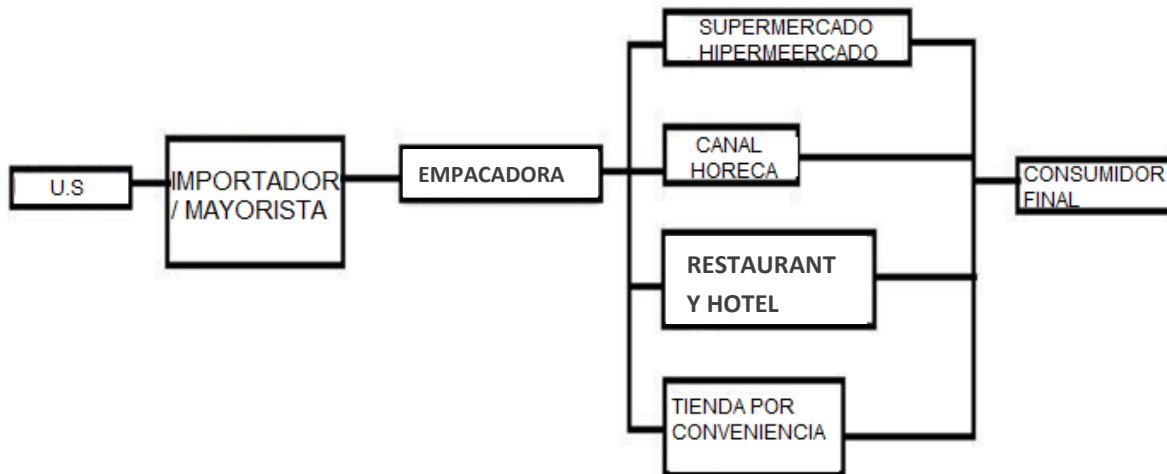 U.S
IMPORTADOR
/ MAYORISTA
EMPACADORA
SUPERMERCADO
HIPERMEERCADO
CANAL
HORECA
RESTAURANT
Y HOTEL
TIENDA POR
CONVENIENCIA
CONSUMIDOR
FINAL